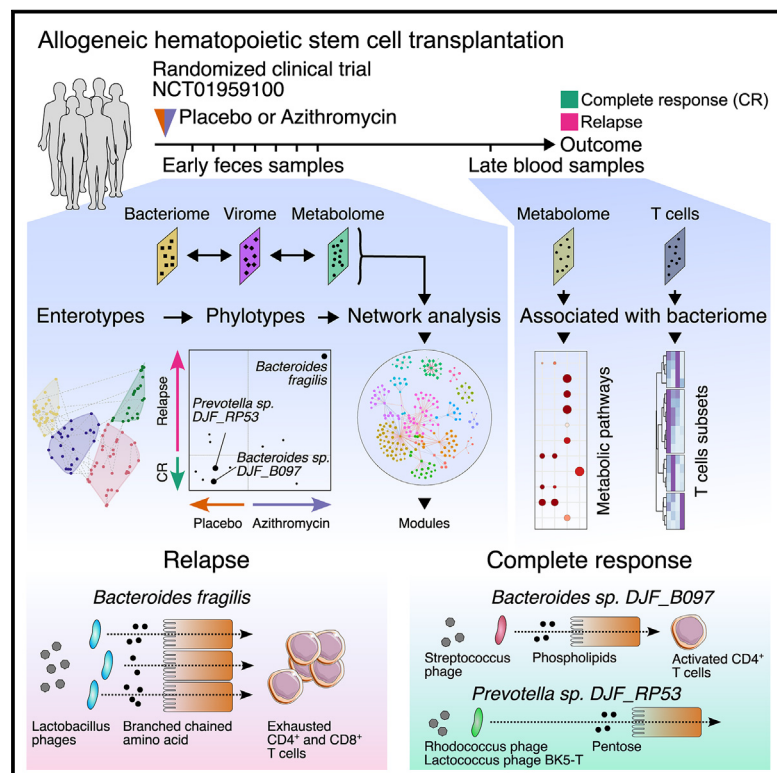 Allogeneic hematopoietic stem cell transplantation
Randomized clinical trial
NCT01959100
Placebo or Azithromycin
Complete response (CR)
Relapse
Outcome
Early feces samples
Late blood samples
Bacteriome
Virome
Metabolome
Metabolome
T cells
Enterotypes
Phylotypes
Network analysis
Associated with bacteriome
Relapse
CR
Bacteroides
fragilis
Prevotella sp.
DJF_RP53
Bacteroides sp.
DJF_B097
Placebo
Azithromycin
Modules
Metabolic pathways
T cells subsets
Relapse
Bacteroides fragilis
Lactobacillus
phages
Branched chained
amino acid
Exhausted
CD4+ and CD8+
T cells
Complete response
Bacteroides sp. DJF_B097
Streptococcus
phage
Phospholipids
Activated CD4+
T cells
Prevotella sp. DJF_RP53
Rhodococcus phage
Lactococcus phage BK5-T
Pentose